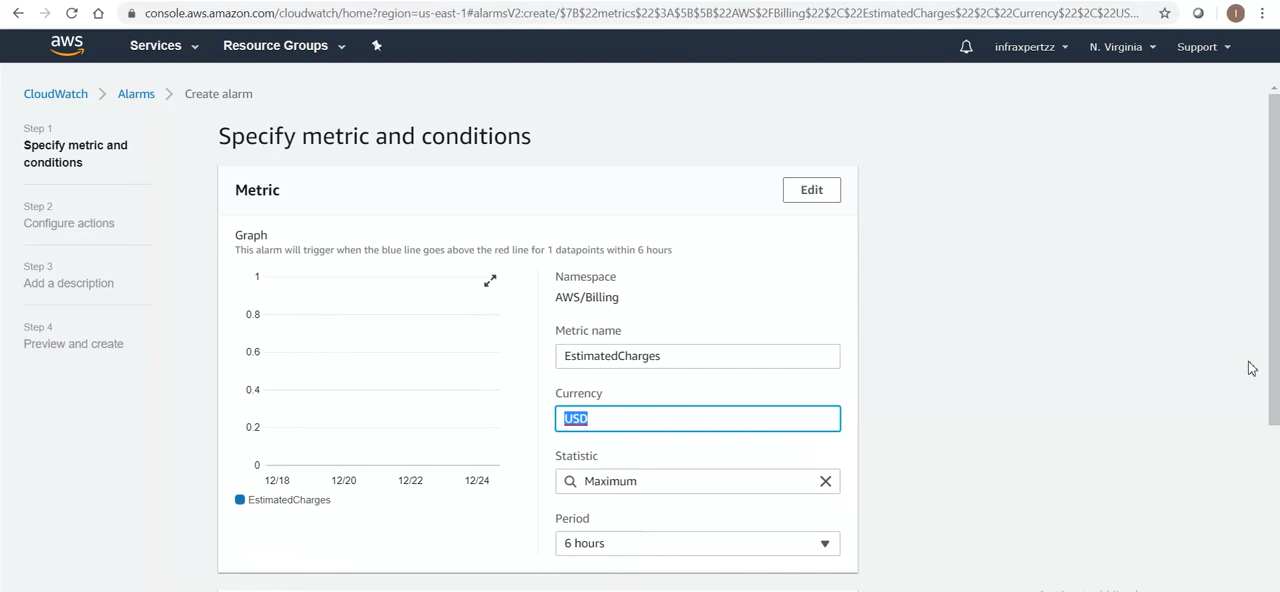 console.aws.amazon.com/cloudwatch/home?region=us-east-1#alarmsV2:create/$7B$22metrics$22$3A$5B$5B$22AWS$2FBilling$22$2C$22EstimatedCharges$22$2C$22Currency$22$2C$22US...
I
aws Services Resource Groups infraxpertzz N. Virginia Support
CloudWatch Alarms Create alarm
Step 1
Specify metric and
conditions
Step 2
Configure actions
Step 3
Add a description
Step 4
Preview and create
Specify metric and conditions
Metric
Edit
Graph
This alarm will trigger when the blue line goes above the red line for 1 datapoints within 6 hours
1
0.8
0.6
0.4
0.2
0
12/18 12/20 12/22 12/24
EstimatedCharges
Namespace
AWS/Billing
Metric name
EstimatedCharges
Currency
USD
Statistic
Maximum
Period
6 hours